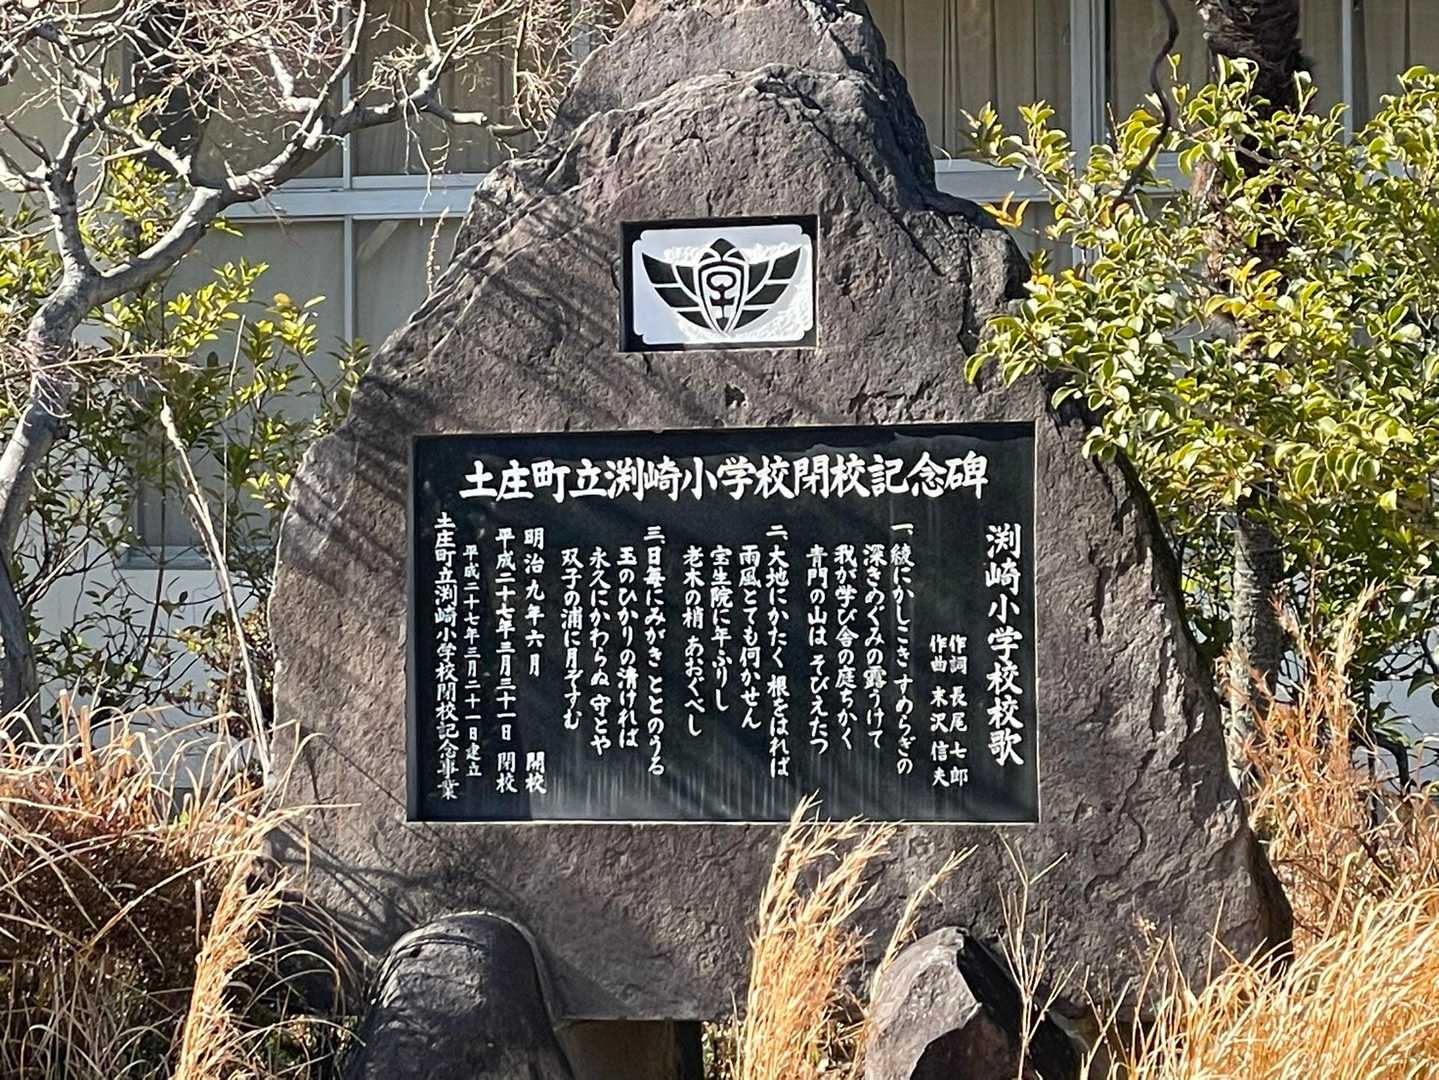 土庄町立渕崎小学校閉校記念碑
渕崎小学校校歌
作詞 長尾 七郎
作曲 末沢 信夫
一、綾にかしこき すめらぎの
深きめぐみの露うけて
我が学び舎の庭ちかく
青門の山は そびえたつ
二、大地にかたく 根をはれば
雨風とても何かせん
宝生院に年ふりし
老木の梢 あおぐべし
三、日毎にみがき ととのうる
玉のひかりの清ければ
永久にかわらぬ 守とや
双子の浦に月ぞすむ
明治九年六月 開校
平成二十七年三月三十一日 閉校
平成二十七年三月二十一日建立
土庄町立渕崎小学校閉校記念事業